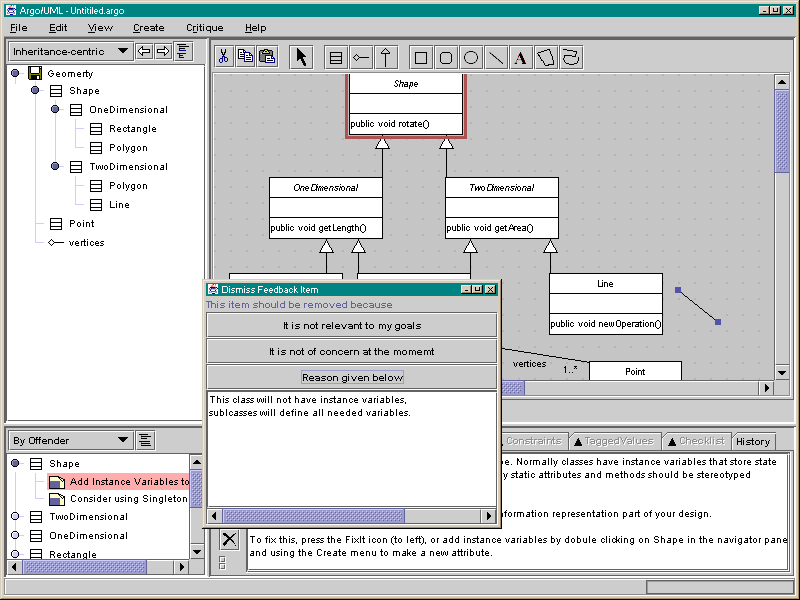 Argo/UML - Untitled.argo
File Edit View Create Critique Help
Inheritance-centric
Geomerty
Shape
OneDimensional
Rectangle
Polygon
TwoDimensional
Polygon
Line
Point
vertices
A
Shape
public void rotate()
OneDimensional
public void getLength()
TwoDimensional
public void getArea()
Line
public void newOperation()
vertices
1..*
Point
Dismiss Feedback Item
This item should be removed because
It is not relevant to my goals
It is not of concern at the momemt
Reason given below
This class will not have instance variables,
sublcasses will define all needed variables.
By Offender
Shape
Add Instance Variables to
Consider using Singleton
TwoDimensional
OneDimensional
Rectangle
Constraints TaggedValues Checklist History
Normally classes have instance variables that store state
static attributes and methods should be stereotyped
formation representation part of your design.
To fix this, press the FixIt icon (to left), or add instance variables by dobule clicking on Shape in the navigator pane
and using the Create menu to make a new attribute.